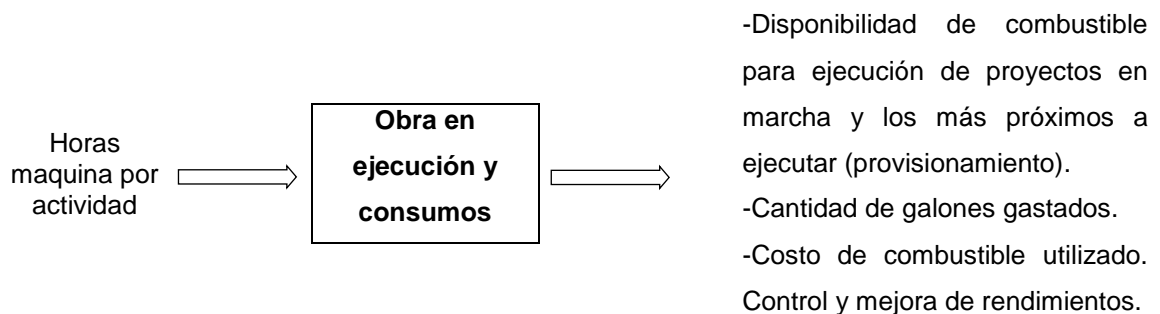 Horas
maquina por
actividad
Obra en
ejecución y
consumos
-Disponibilidad de combustible
para ejecución de proyectos en
marcha y los más próximos a
ejecutar (provisionamiento).
-Cantidad de galones gastados.
-Costo de combustible utilizado.
Control y mejora de rendimientos.